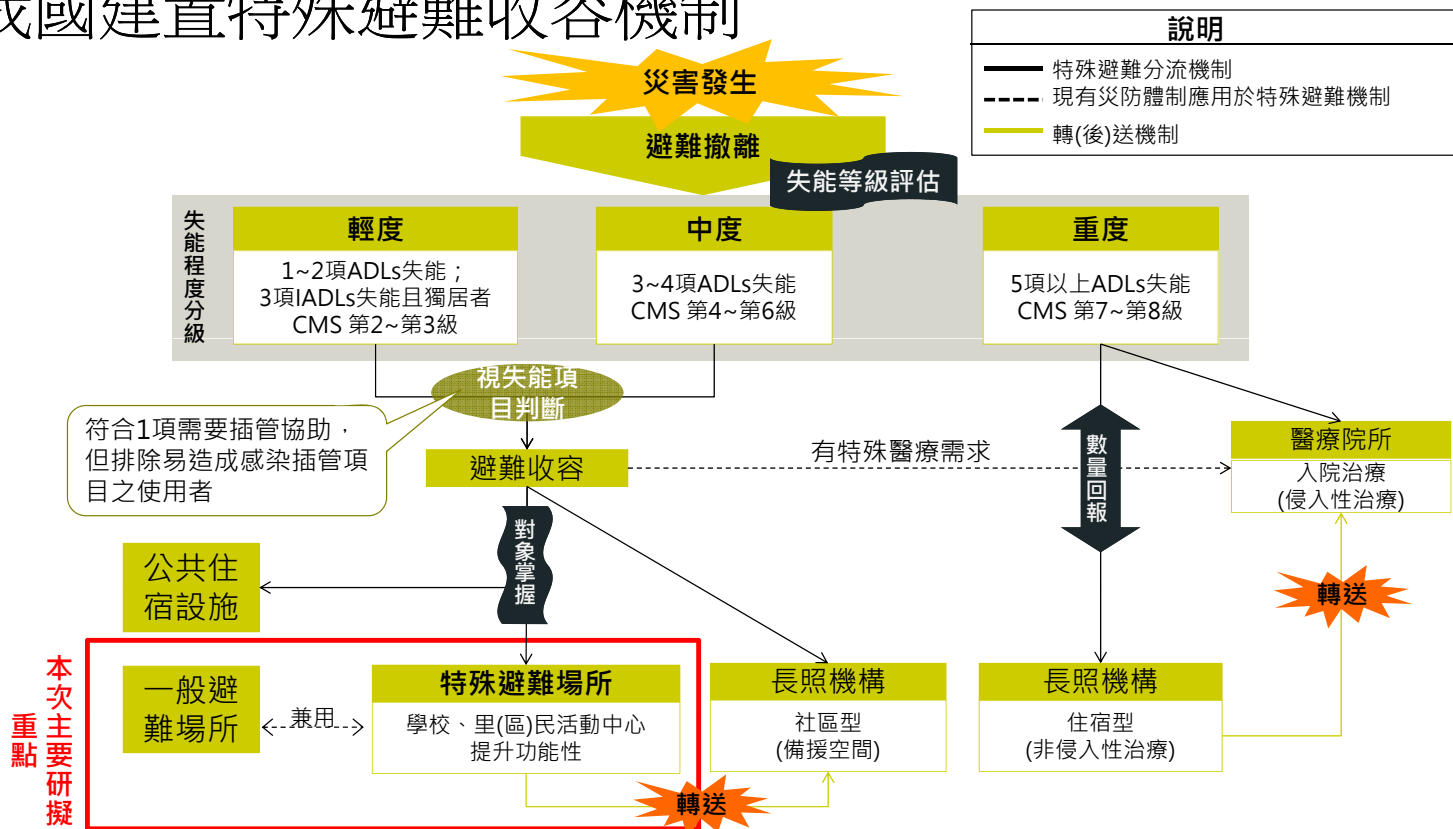 我國建置特殊避難收容機制
說明
特殊避難分流機制
現有災防體制應用於特殊避難機制
轉(後)送機制
災害發生
避難撤離
失能等級評估
失能程度分級
輕度
1~2項ADLs失能；
3項IADLs失能且獨居者
CMS 第2~第3級
中度
3~4項ADLs失能
CMS 第4~第6級
重度
5項以上ADLs失能
CMS 第7~第8級
視失能項
目判斷
符合1項需要插管協助，
但排除易造成感染插管項
目之使用者
避難收容
有特殊醫療需求
數量回報
醫療院所
入院治療
(侵入性治療)
對象掌握
公共住
宿設施
轉送
本次主要研擬
重點
一般避
難場所
兼用
特殊避難場所
學校、里(區)民活動中心
提升功能性
長照機構
社區型
(備援空間)
長照機構
住宿型
(非侵入性治療)
轉送